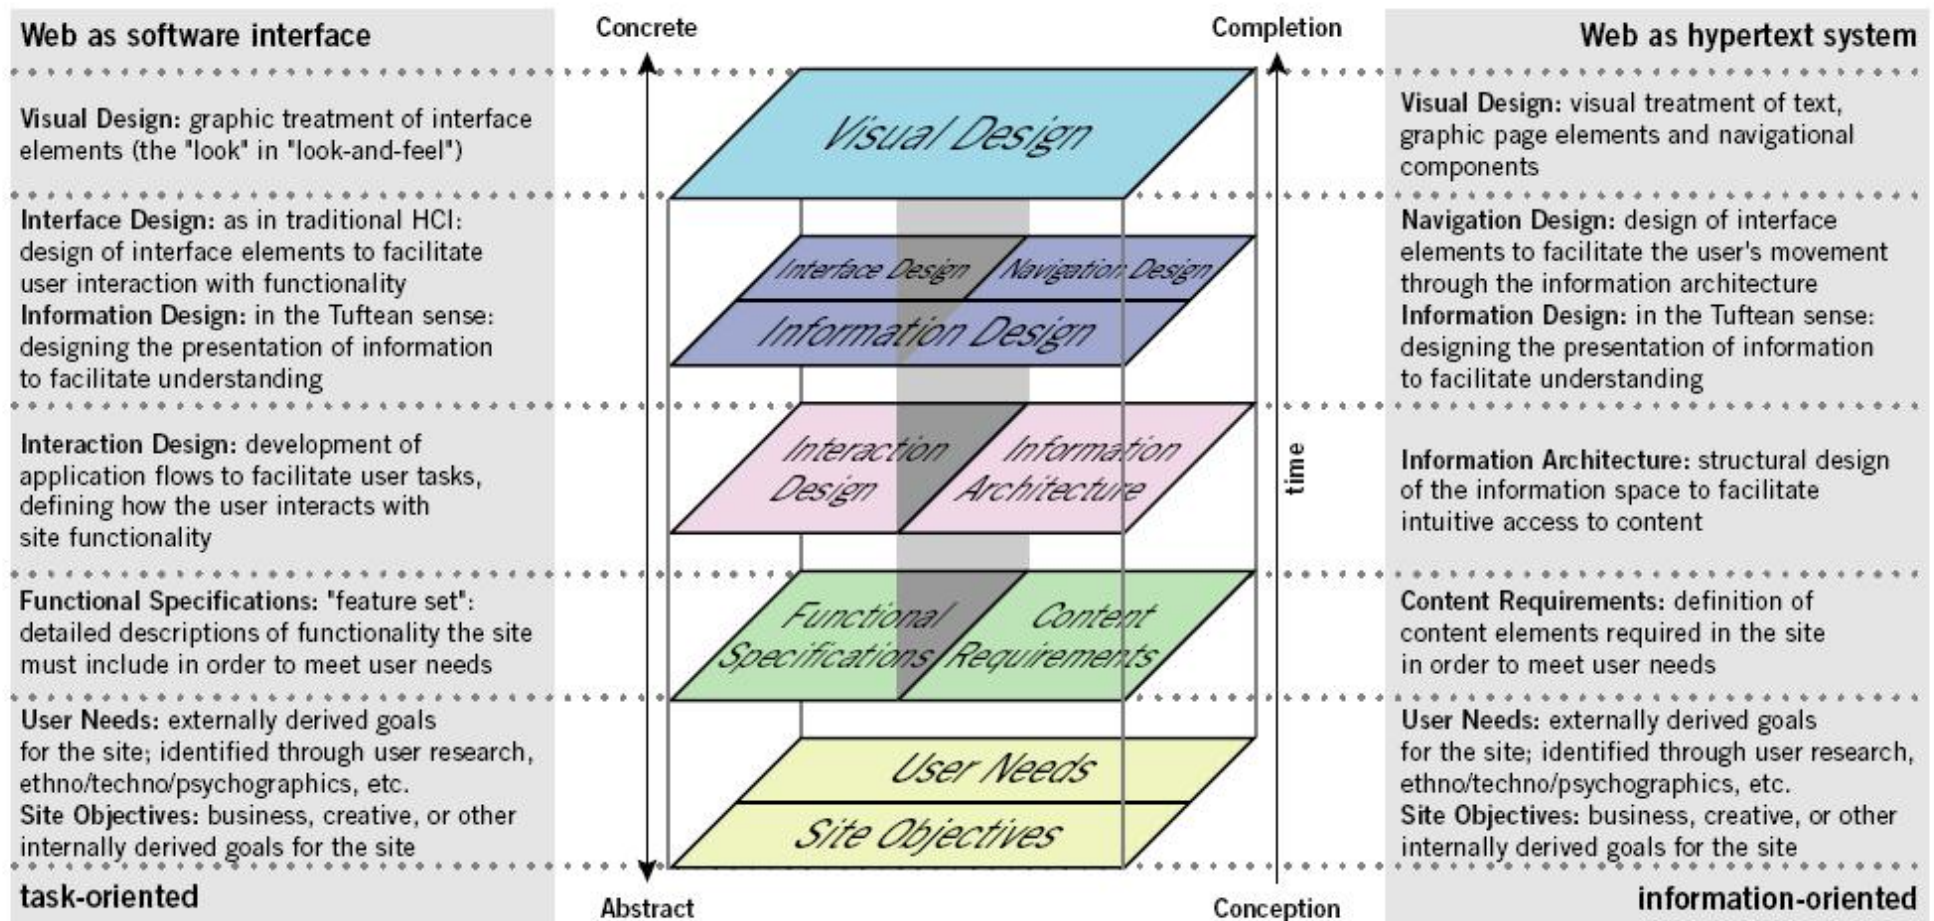 Web as software interface
Visual Design: graphic treatment of interface
elements (the "look" in "look-and-feel")
Interface Design: as in traditional HCI:
design of interface elements to facilitate
user interaction with functionality
Information Design: in the Tuftean sense:
designing the presentation of information
to facilitate understanding
Interaction Design: development of
application flows to facilitate user tasks,
defining how the user interacts with
site functionality
Functional Specifications: "feature set":
detailed descriptions of functionality the site
must include in order to meet user needs
User Needs: externally derived goals
for the site; identified through user research,
ethno/techno/psychographics, etc.
Site Objectives: business, creative, or other
internally derived goals for the site
task-oriented
Concrete
Completion
Visual Design
Interface Design
Navigation Design
Information Design
Interaction
Design
Information
Architecture
Functional
Specifications
Content
Requirements
User Needs
Site Objectives
time
Abstract
Conception
Web as hypertext system
Visual Design: visual treatment of text,
graphic page elements and navigational
components
Navigation Design: design of interface
elements to facilitate the user's movement
through the information architecture
Information Design: in the Tuftean sense:
designing the presentation of information
to facilitate understanding
Information Architecture: structural design
of the information space to facilitate
intuitive access to content
Content Requirements: definition of
content elements required in the site
in order to meet user needs
User Needs: externally derived goals
for the site; identified through user research,
ethno/techno/psychographics, etc.
Site Objectives: business, creative, or other
internally derived goals for the site
information-oriented